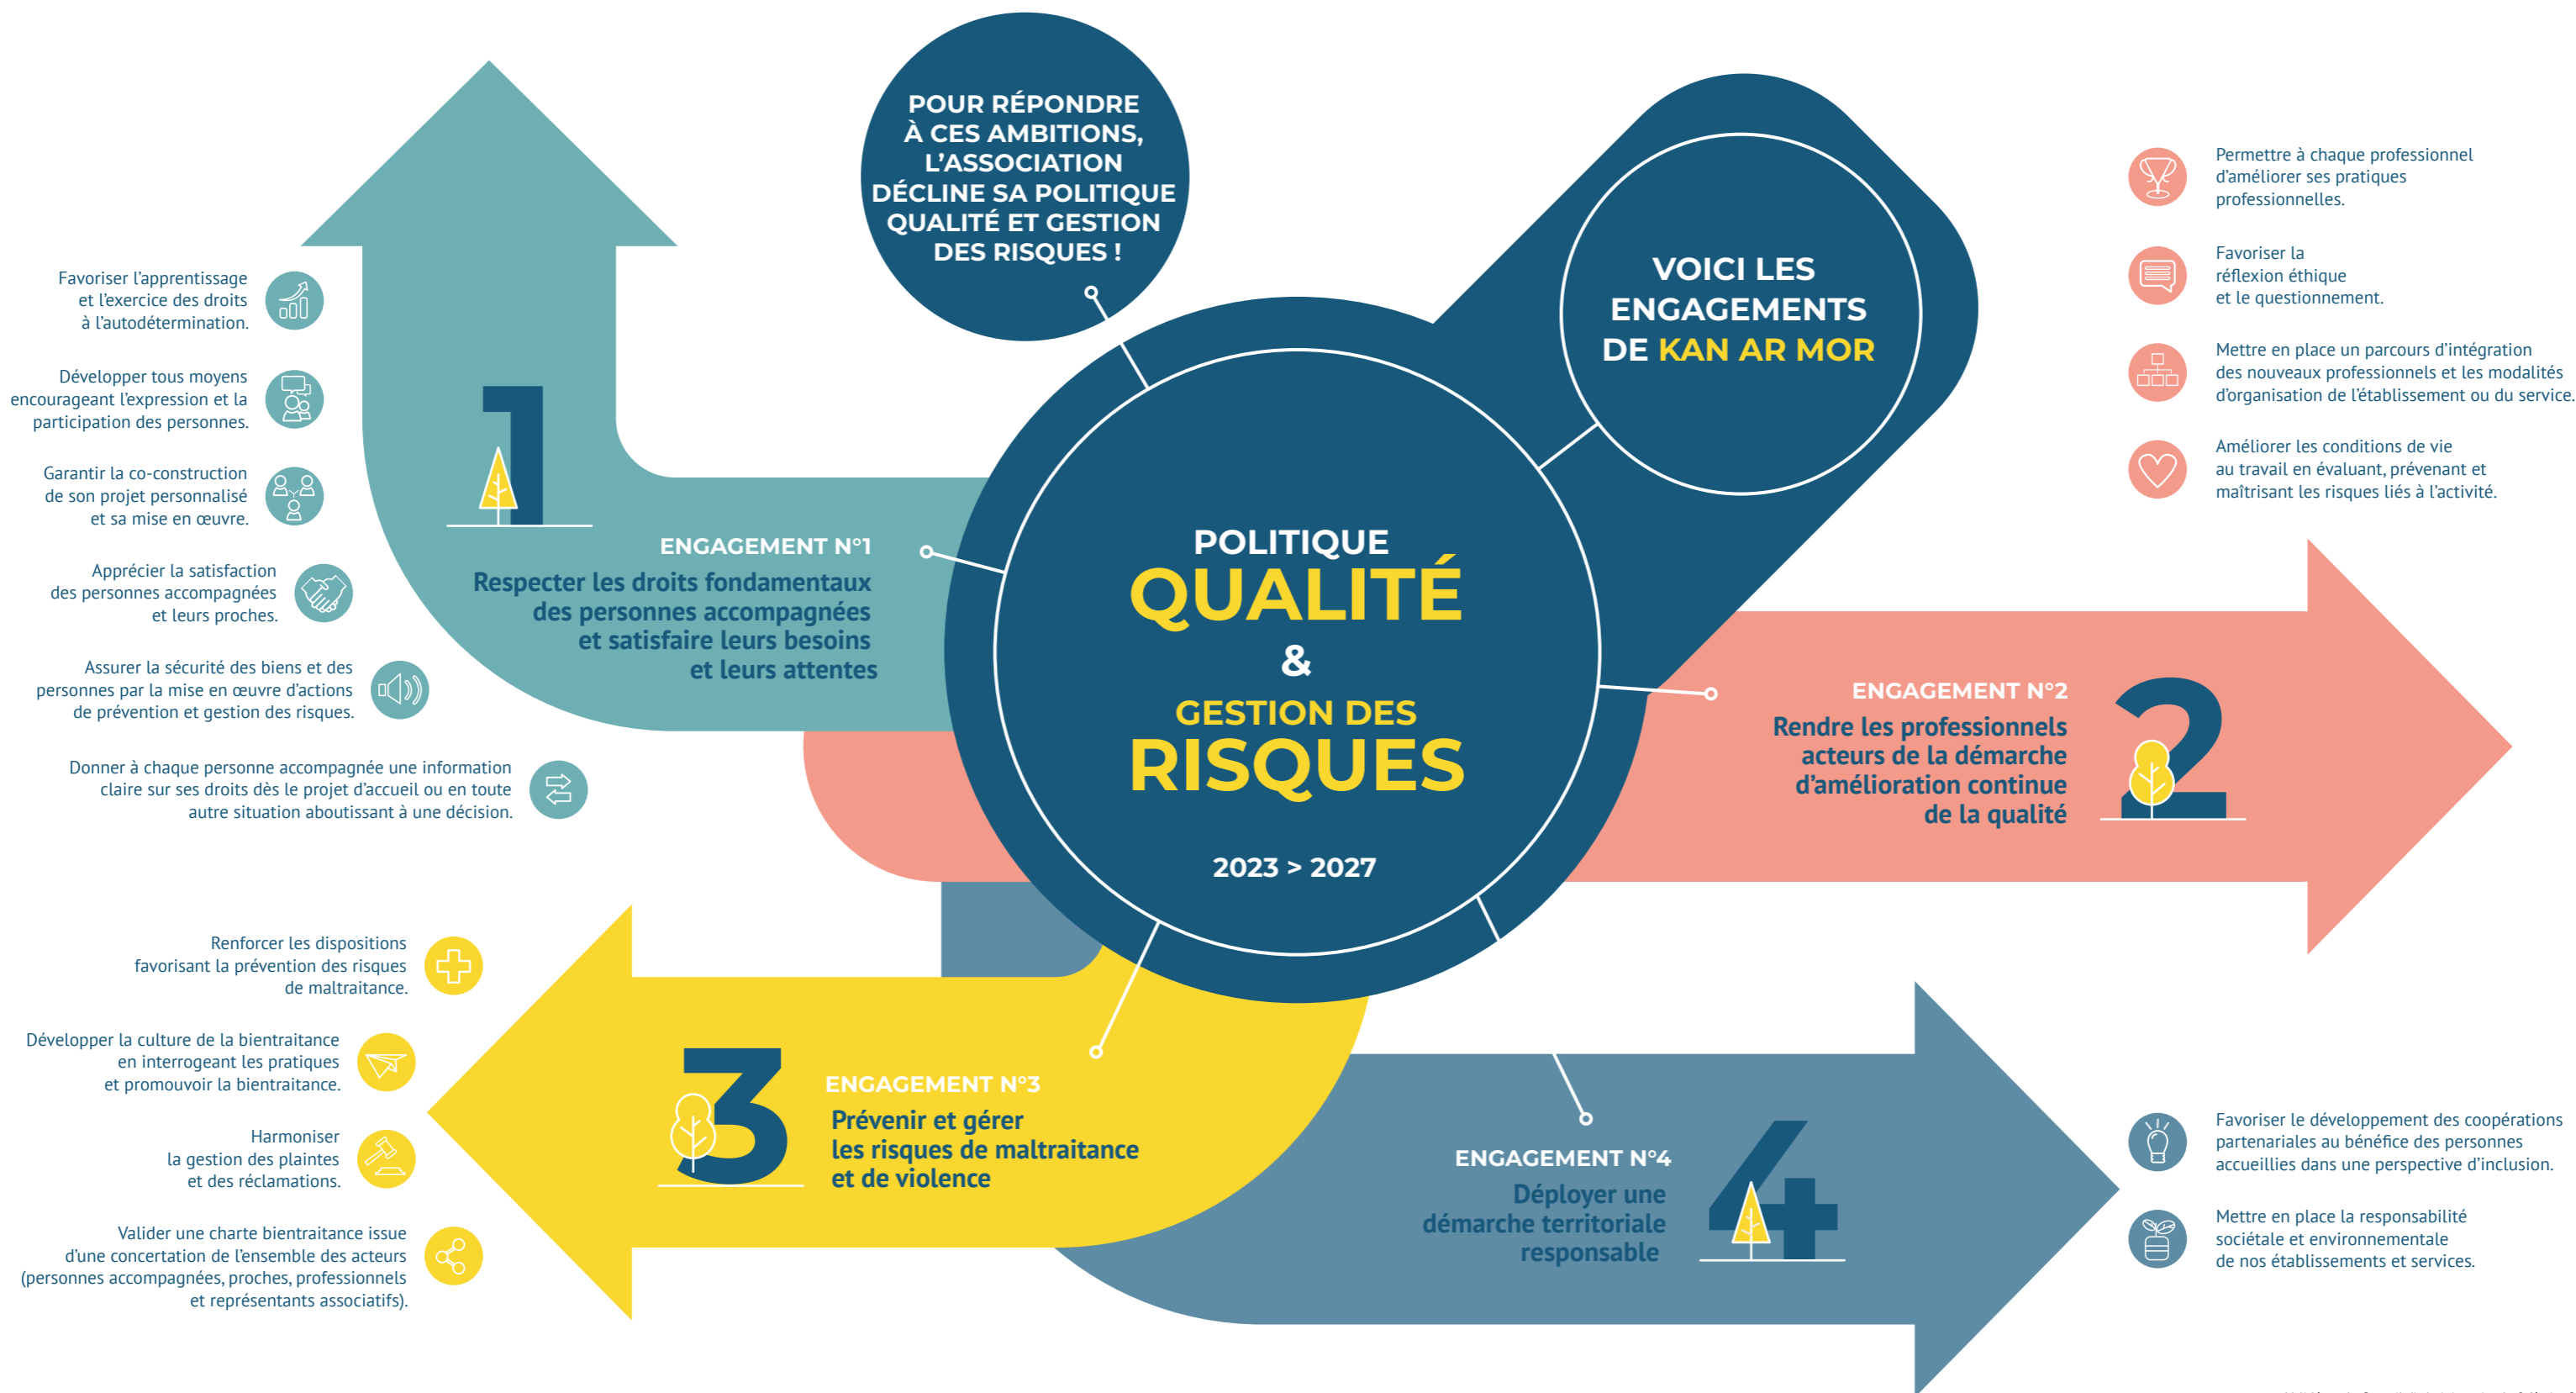 POUR RÉPONDRE
À CES AMBITIONS,
L'ASSOCIATION
DÉCLINE SA POLITIQUE
QUALITÉ ET GESTION
DES RISQUES !
VOICI LES
ENGAGEMENTS
DE KAN AR MOR
POLITIQUE
QUALITÉ
&
GESTION DES
RISQUES
2023 > 2027
1
ENGAGEMENT N°1
Respecter les droits fondamentaux
des personnes accompagnées
et satisfaire leurs besoins
et leurs attentes
Favoriser l'apprentissage
et l'exercice des droits
à l'autodétermination.
Développer tous moyens
encourageant l'expression et la
participation des personnes.
Garantir la co-construction
de son projet personnalisé
et sa mise en œuvre.
Apprécier la satisfaction
des personnes accompagnées
et leurs proches.
Assurer la sécurité des biens et des
personnes par la mise en œuvre d'actions
de prévention et gestion des risques.
Donner à chaque personne accompagnée une information
claire sur ses droits dès le projet d'accueil ou en toute
autre situation aboutissant à une décision.
ENGAGEMENT N°2
Rendre les professionnels
acteurs de la démarche
d'amélioration continue
de la qualité
2
Permettre à chaque professionnel
d'améliorer ses pratiques
professionnelles.
Favoriser la
réflexion éthique
et le questionnement.
Mettre en place un parcours d'intégration
des nouveaux professionnels et les modalités
d'organisation de l'établissement ou du service.
Améliorer les conditions de vie
au travail en évaluant, prévenant et
maîtrisant les risques liés à l'activité.
3
ENGAGEMENT N°3
Prévenir et gérer
les risques de maltraitance
et de violence
Renforcer les dispositions
favorisant la prévention des risques
de maltraitance.
Développer la culture de la bientraitance
en interrogeant les pratiques
et promouvoir la bientraitance.
Harmoniser
la gestion des plaintes
et des réclamations.
Valider une charte bientraitance issue
d'une concertation de l'ensemble des acteurs
(personnes accompagnées, proches, professionnels
et représentants associatifs).
ENGAGEMENT N°4
Déployer une
démarche territoriale
responsable
4
Favoriser le développement des coopérations
partenariales au bénéfice des personnes
accueillies dans une perspective d'inclusion.
Mettre en place la responsabilité
sociétale et environnementale
de nos établissements et services.